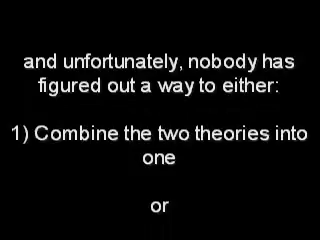 and unfortunately, nobody has
figured out a way to either:
1) Combine the two theories into
one
or